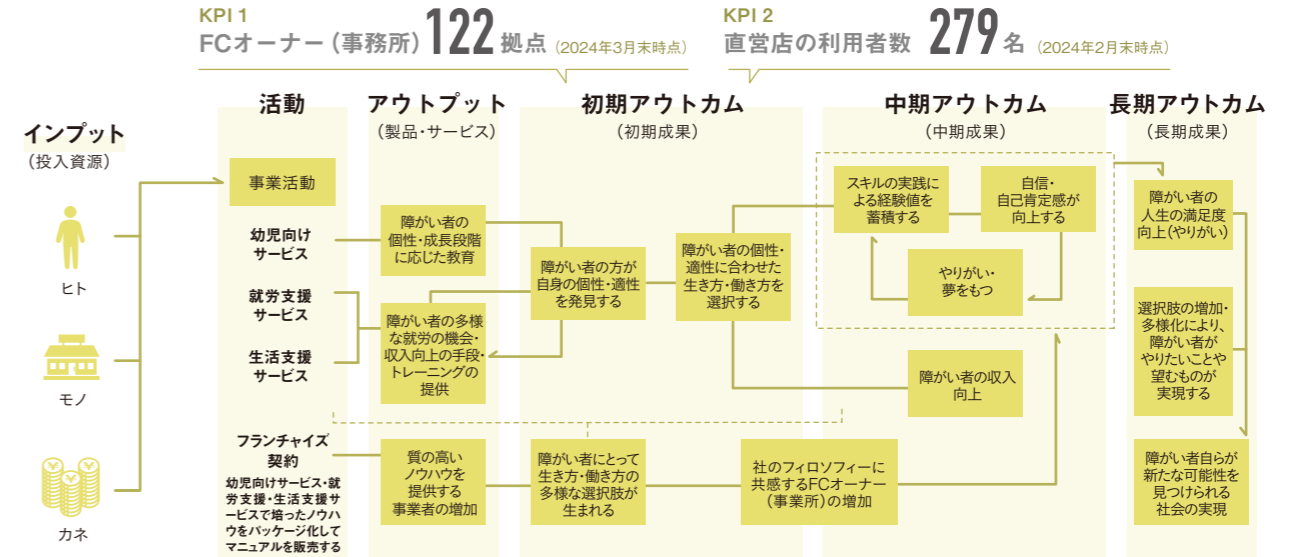 KPI 1
FCオーナー（事務所）122拠点（2024年3月末時点）
KPI 2
直営店の利用者数 279名（2024年2月末時点）
インプット
（投入資源）
ヒト
モノ
カネ
活動
事業活動
幼児向け
サービス
就労支援
サービス
生活支援
サービス
フランチャイズ
契約
幼児向けサービス・就
労支援・生活支援サ
ービスで培ったノウハ
ウをパッケージ化して
マニュアルを販売する
アウトプット
（製品・サービス）
障がい者の
個性・成長段階
に応じた教育
障がい者の多様
な就労の機会・
収入向上の手段・
トレーニングの
提供
質の高い
ノウハウを
提供する
事業者の増加
初期アウトカム
（初期成果）
障がい者の方が
自身の個性・適性
を発見する
障がい者の個性・
適性に合わせた
生き方・働き方を
選択する
障がい者にとって
生き方・働き方の
多様な選択肢が
生まれる
社のフィロソフィーに
共感するFCオーナー
（事業所）の増加
中期アウトカム
（中期成果）
スキルの実践に
よる経験値を
蓄積する
自信・
自己肯定感が
向上する
やりがい・
夢をもつ
障がい者の収入
向上
長期アウトカム
（長期成果）
障がい者の
人生の満足度
向上（やりがい）
選択肢の増加・
多様化により、
障がい者が
やりたいことや
望むものが
実現する
障がい者自らが
新たな可能性を
見つけられる
社会の実現